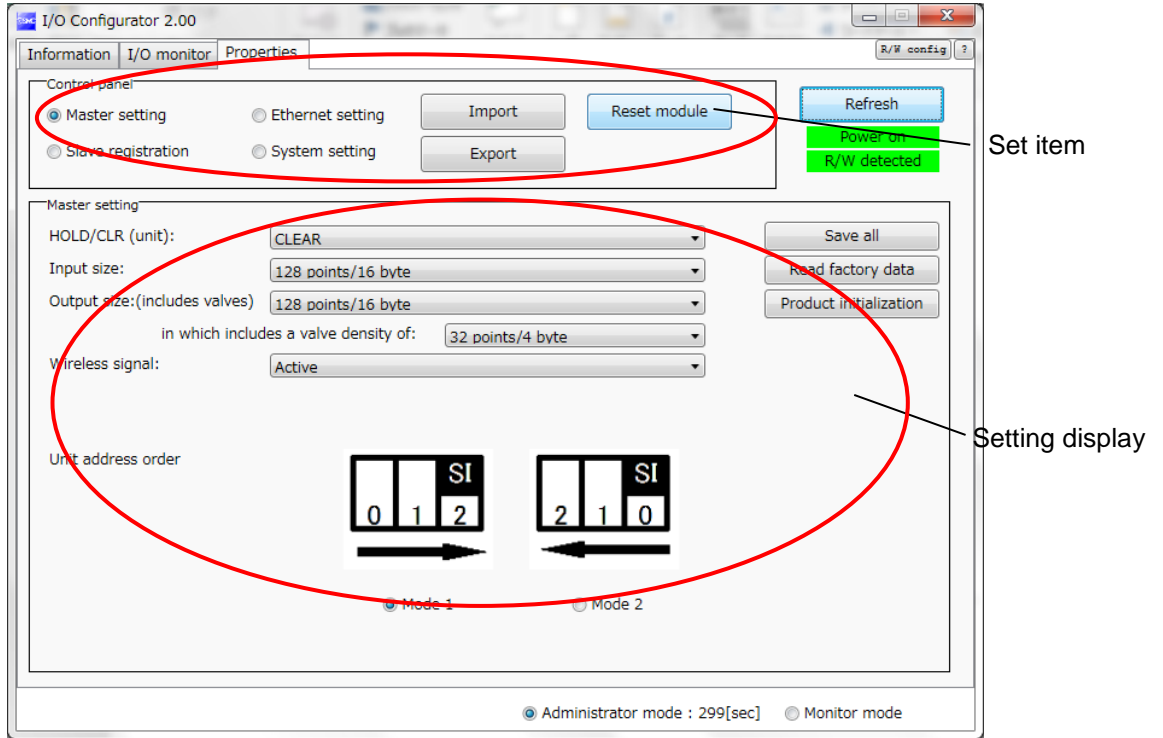 I/O Configurator 2.00
Information I/O monitor Properties R/W config ?
Control panel
Master setting Ethernet setting Import Reset module Refresh
Power on
Set item
Slave registration System setting Export R/W detected
Master setting
HOLD/CLR (unit): CLEAR Save all
Input size: 128 points/16 byte Read factory data
Output size:(includes valves) 128 points/16 byte Product initialization
in which includes a valve density of: 32 points/4 byte
Wireless signal: Active
Setting display
Unit address order
SI SI
0 1 2 2 1 0
Mode 1 Mode 2
Administrator mode : 299[sec] Monitor mode